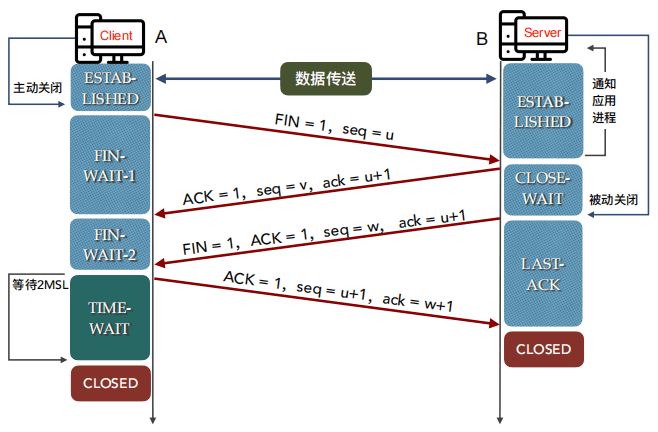 Client
A
B
Server
主动关闭
ESTAB-
LISHED
数据传送
ESTAB-
LISHED
通知
应用
进程
FIN = 1，seq = u
FIN-
WAIT-1
ACK = 1，seq = v，ack = u+1
CLOSE-
WAIT
被动关闭
FIN-
WAIT-2
FIN = 1，ACK = 1，seq = w，ack = u+1
LAST-
ACK
等待2MSL
TIME-
WAIT
ACK = 1，seq = u+1，ack = w+1
CLOSED
CLOSED